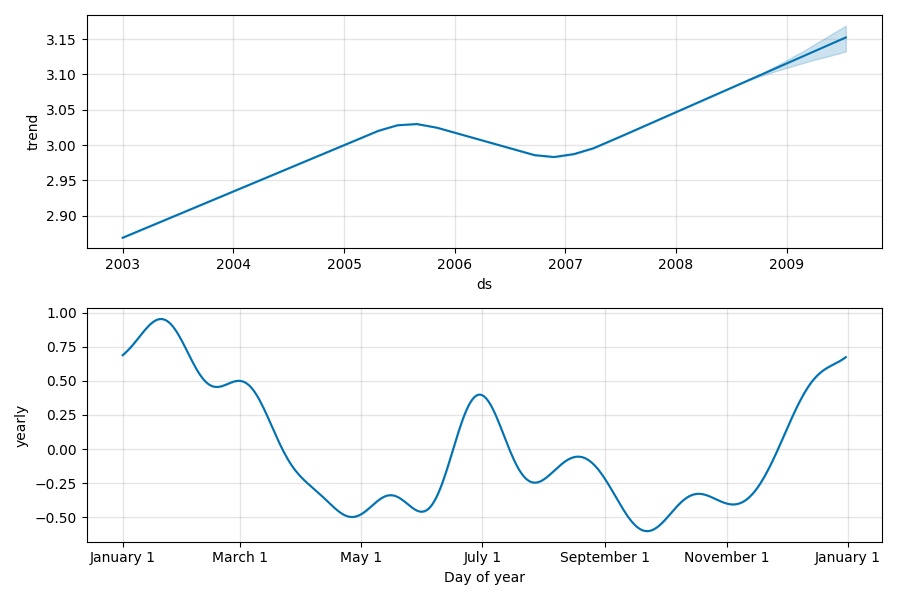 3.15
3.10
3.05
3.00
2.95
2.90
trend
2003 2004 2005 2006 2007 2008 2009
ds
1.00
0.75
0.50
0.25
0.00
−0.25
−0.50
yearly
January 1 March 1 May 1 July 1 September 1 November 1 January 1
Day of year